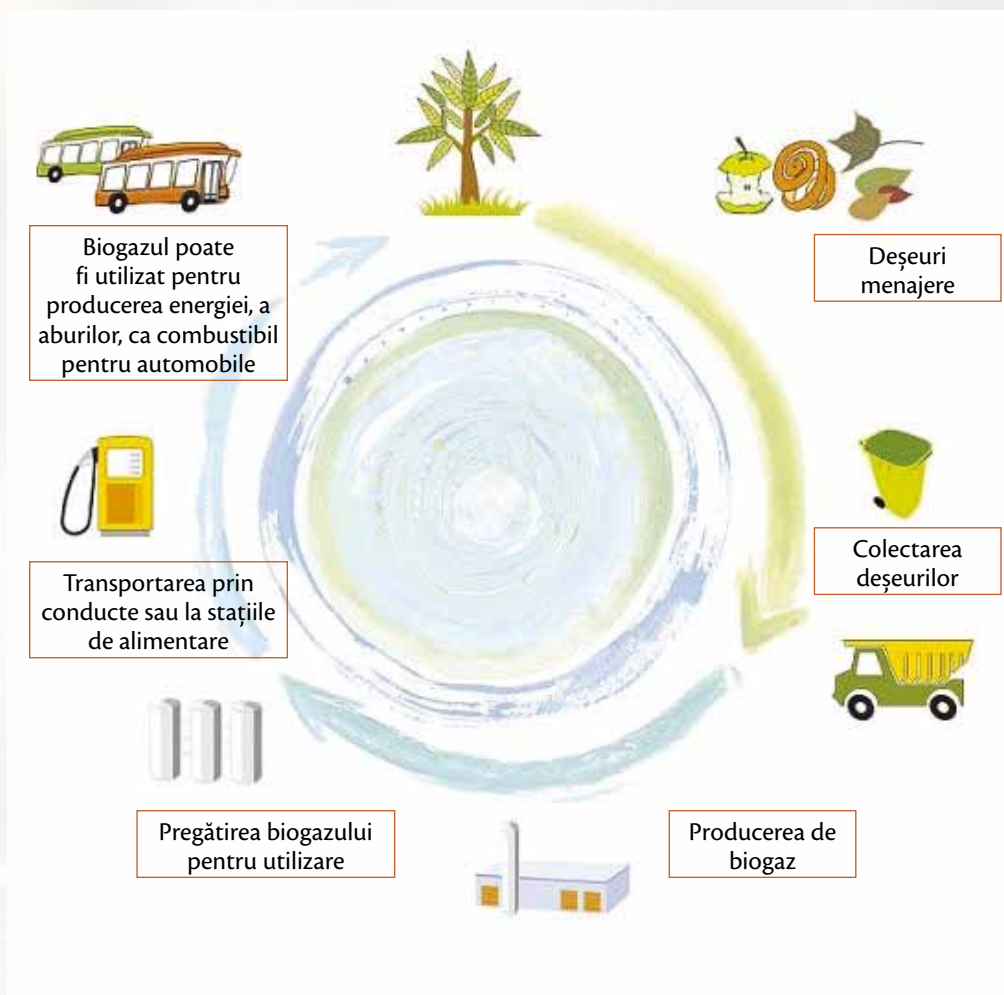 Biogazul poate
fi utilizat pentru
producerea energiei, a
aburilor, ca combustibil
pentru automobile
Deșeuri
menajere
Colectarea
deșeurilor
Transportarea prin
conducte sau la stațiile
de alimentare
Pregătirea biogazului
pentru utilizare
Producerea de
biogaz